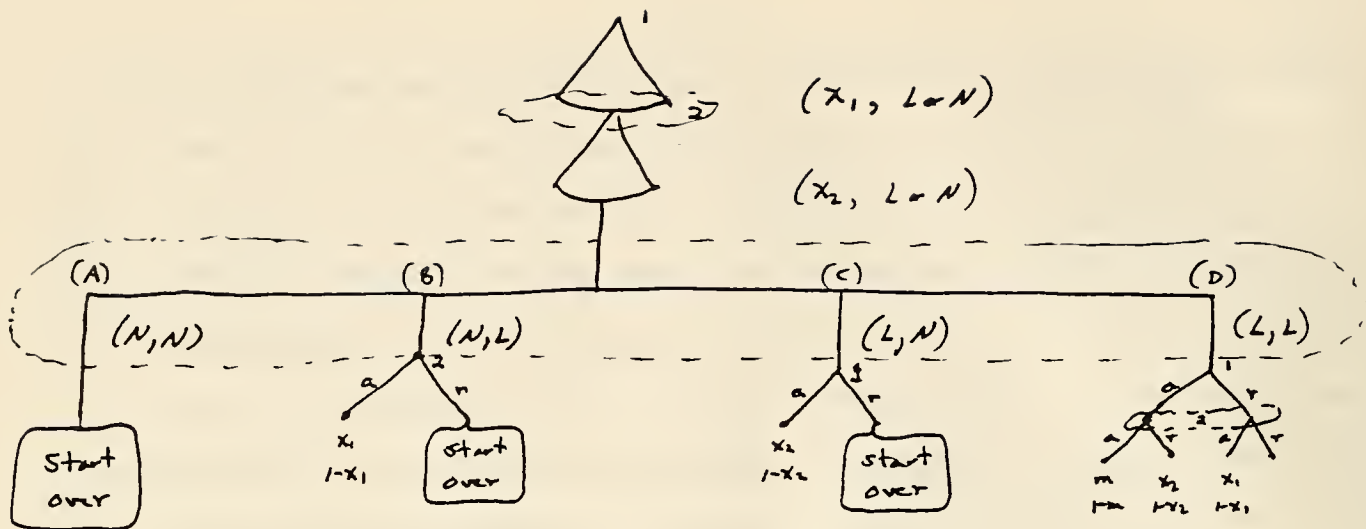 1
2
(x₁, L or N)
(x₂, L or N)
(A) (B) (C) (D)
(N,N) (N,L) (L,N) (L,L)
2 1 1
a r a r a r
2
a r a r
Start over
x₁
1-x₁
Start over
x₂
1-x₂
Start over
m x₂ x₁
1-m 1-x₂ 1-x₁